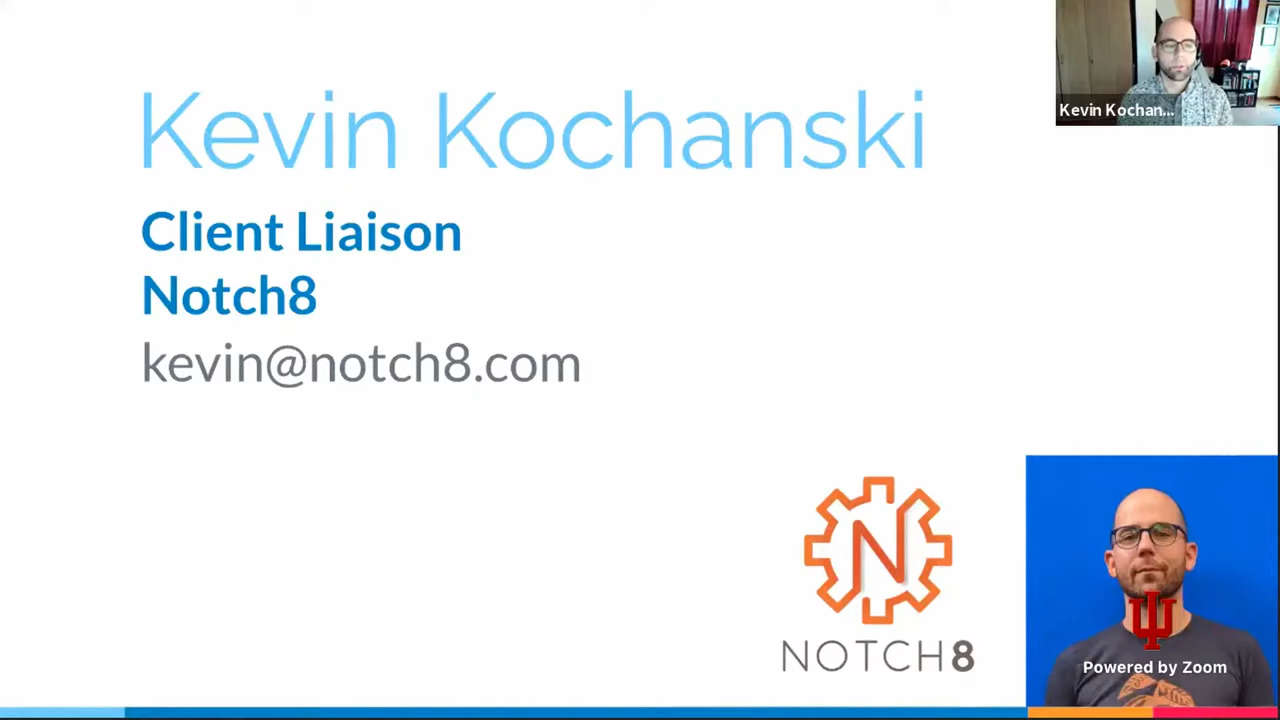 Kevin Kochanski
Client Liaison
Notch8
kevin@notch8.com
Kevin Kochan...
N
NOTCH8
Powered by Zoom